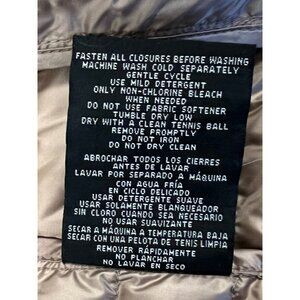 FASTEN ALL CLOSURES BEFORE WASHING
MACHINE WASH COLD SEPARATELY
GENTLE CYCLE
USE MILD DETERGENT
ONLY NON-CHLORINE BLEACH
WHEN NEEDED
DO NOT USE FABRIC SOFTENER
TUMBLE DRY LOW
DRY WITH A CLEAN TENNIS BALL
REMOVE PROMPTLY
DO NOT IRON
DO NOT DRY CLEAN
ABROCHAR TODOS LOS CIERRES
ANTES DE LAVAR
LAVAR POR SEPARADO A MÁQUINA
CON AGUA FRÍA
EN CICLO DELICADO
USAR DETERGENTE SUAVE
USAR SOLAMENTE BLANQUEADOR
SIN CLORO CUANDO SEA NECESARIO
NO USAR SUAVIZANTE
SECAR A MÁQUINA A TEMPERATURA BAJA
SECAR CON UNA PELOTA DE TENIS LIMPIA
REMOVER RÁPIDAMENTE
NO PLANCHAR
NO LAVAR EN SECO